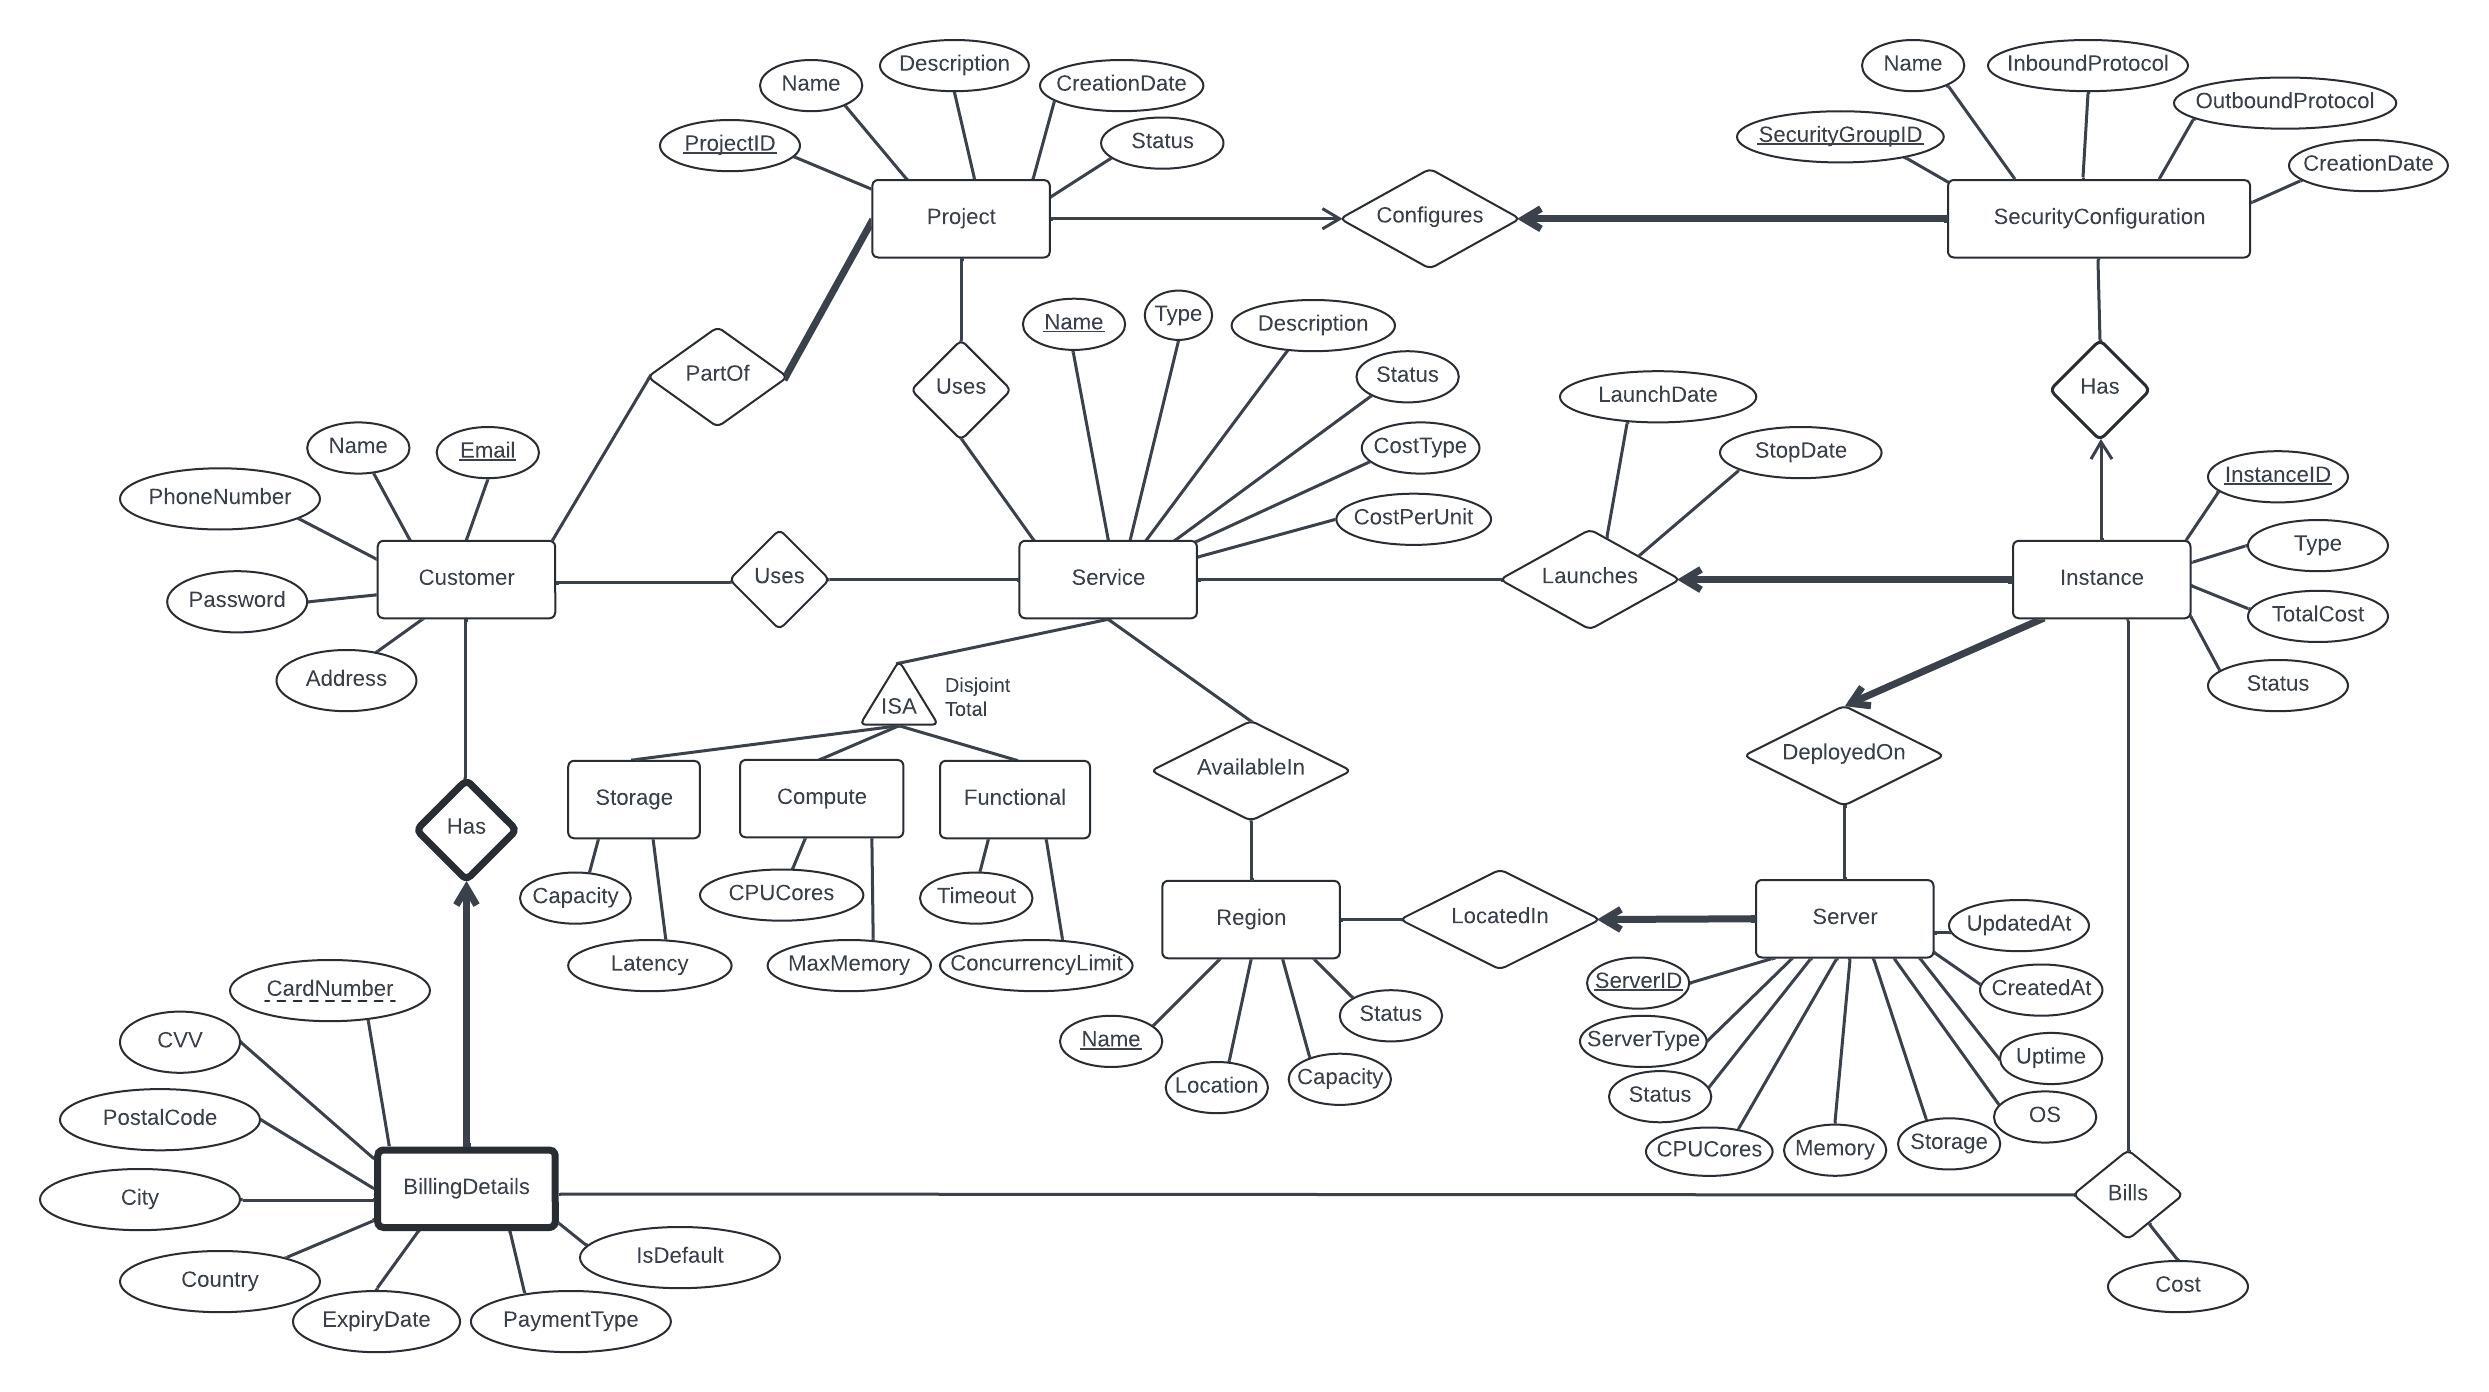 Description
Name
InboundProtocol
Name
CreationDate
OutboundProtocol
ProjectID
Status
SecurityGroupID
CreationDate
Project
Configures
SecurityConfiguration
Name
Type
Description
PartOf
Uses
Status
LaunchDate
Has
Name
Email
CostType
StopDate
PhoneNumber
InstanceID
CostPerUnit
Type
Customer
Uses
Service
Launches
Instance
Password
TotalCost
Address
ISA
Disjoint
Total
Status
DeployedOn
AvailableIn
Storage
Compute
Functional
Has
Capacity
CPUCores
Timeout
Region
LocatedIn
Server
UpdatedAt
Latency
MaxMemory
ConcurrencyLimit
ServerID
CreatedAt
CardNumber
Status
CVV
Name
ServerType
Uptime
Location
Capacity
Status
OS
PostalCode
CPUCores
Memory
Storage
BillingDetails
Bills
City
IsDefault
Country
Cost
ExpiryDate
PaymentType